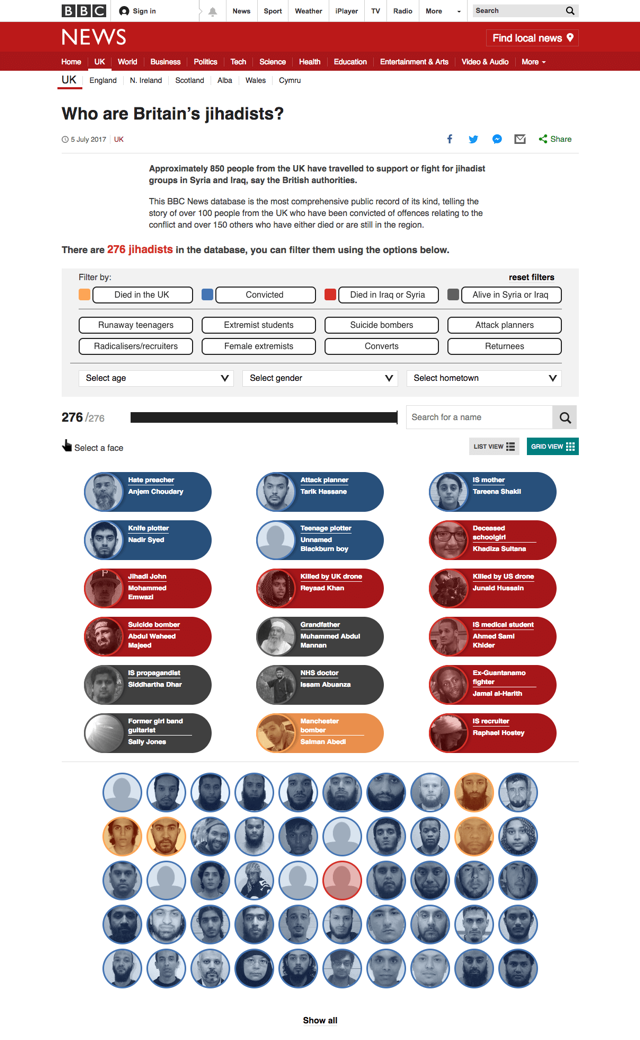 BBC Sign in News Sport Weather iPlayer TV Radio More Search
NEWS Find local news
Home UK World Business Politics Tech Science Health Education Entertainment & Arts Video & Audio More
UK England N. Ireland Scotland Alba Wales Cymru
Who are Britain's jihadists?
5 July 2017 UK Share
Approximately 850 people from the UK have travelled to support or fight for jihadist
groups in Syria and Iraq, say the British authorities.
This BBC News database is the most comprehensive public record of its kind, telling the
story of over 100 people from the UK who have been convicted of offences relating to the
conflict and over 150 others who have either died or are still in the region.
There are 276 jihadists in the database, you can filter them using the options below.
Filter by: reset filters
Died in the UK Convicted Died in Iraq or Syria Alive in Syria or Iraq
Runaway teenagers Extremist students Suicide bombers Attack planners
Radicalisers/recruiters Female extremists Converts Returnees
Select age Select gender Select hometown
276 /276 Search for a name
Select a face LIST VIEW GRID VIEW
Hate preacher
Anjem Choudary
Attack planner
Tarik Hassane
IS mother
Tareena Shakil
Knife plotter
Nadir Syed
Teenage plotter
Unnamed
Blackburn boy
Deceased
schoolgirl
Khadiza Sultana
Jihadi John
Mohammed
Emwazi
Killed by UK drone
Reyaad Khan
Killed by US drone
Junaid Hussain
Suicide bomber
Abdul Waheed
Majeed
Grandfather
Muhammed Abdul
Mannan
IS medical student
Ahmed Sami
Khider
IS propagandist
Siddhartha Dhar
NHS doctor
Issam Abuanza
Ex-Guantanamo
fighter
Jamal al-Harith
Former girl band
guitarist
Sally Jones
Manchester
bomber
Salman Abedi
IS recruiter
Raphael Hostey
Show all